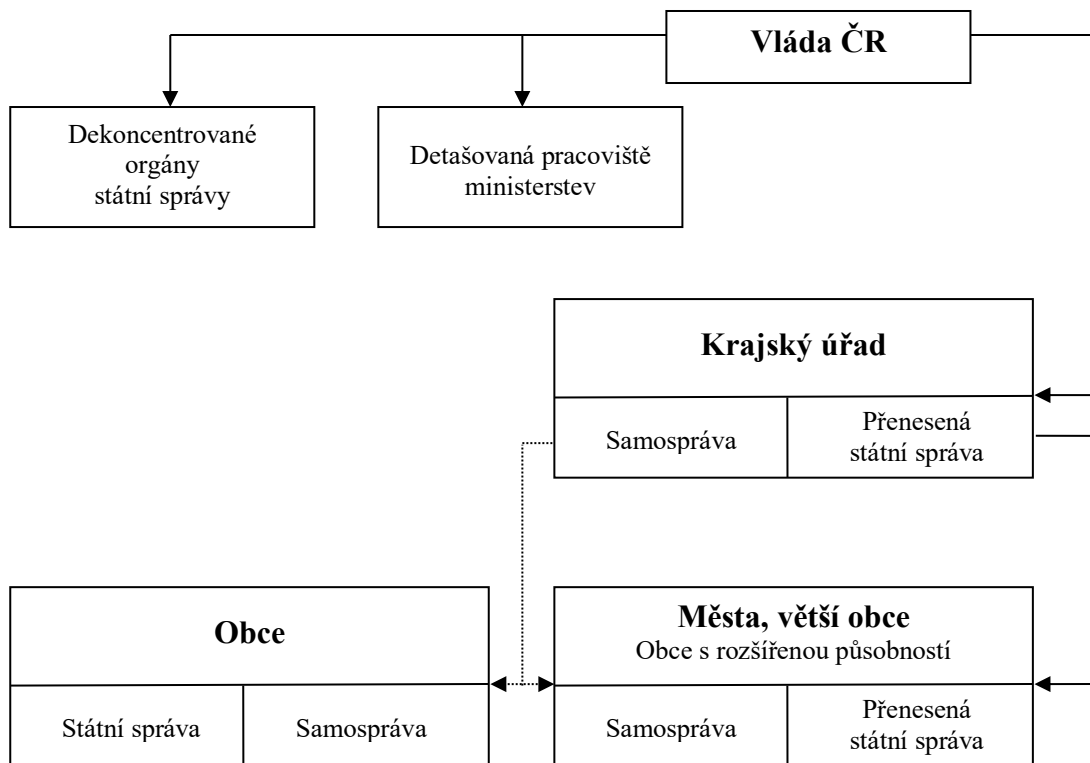 Vláda ČR
Dekoncentrované
orgány
státní správy
Detašovaná pracoviště
ministerstev
Krajský úřad
Samospráva
Přenesená
státní správa
Obce
Státní správa
Samospráva
Města, větší obce
Obce s rozšířenou působností
Samospráva
Přenesená
státní správa